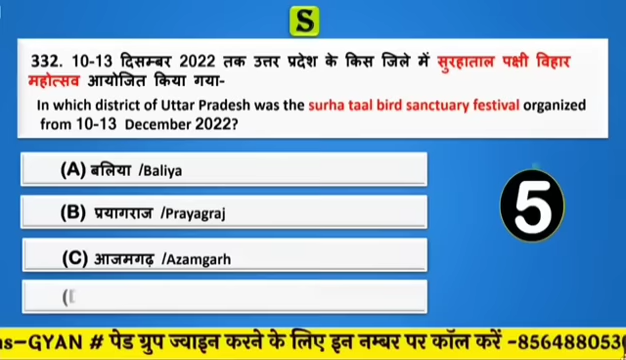 S
332. 10-13 दिसम्बर 2022 तक उत्तर प्रदेश के किस जिले में सुरहाताल पक्षी विहार
महोत्सव आयोजित किया गया-
In which district of Uttar Pradesh was the surha taal bird sanctuary festival organized
from 10-13 December 2022?
(A) बलिया /Baliya
(B) प्रयागराज /Prayagraj
5
(C) आजमगढ़ /Azamgarh
s-GYAN # पेड ग्रुप ज्वाइन करने के लिए इन नम्बर पर कॉल करें -856488053